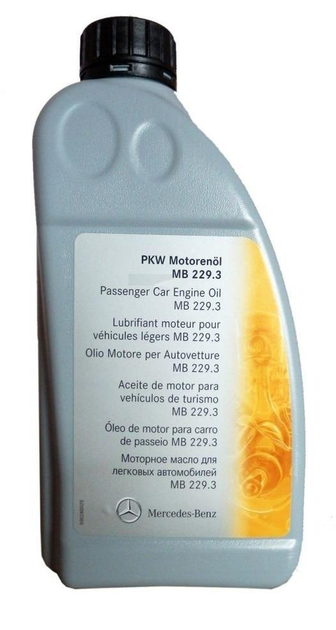 PKW Motorenöl
MB 229.3
Passenger Car Engine Oil
MB 229.3
Lubrifiant moteur pour
véhicules légers MB 229.3
Olio Motore per Autovetture
MB 229.3
Aceite de motor para
vehículos de turismo
MB 229.3
Óleo de motor para carro
de passeio MB 229.3
Моторное масло для
легковых автомобилей
MB 229.3
Mercedes-Benz